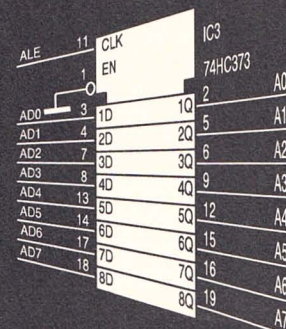 ALE 11 CLK IC3
1 EN 74HC373
AD0 3 1D 1Q 2 A0
AD1 4 2D 2Q 5 A1
AD2 7 3D 3Q 6 A2
AD3 8 4D 4Q 9 A3
AD4 13 5D 5Q 12 A4
AD5 14 6D 6Q 15 A5
AD6 17 7D 7Q 16 A6
AD7 18 8D 8Q 19 A7